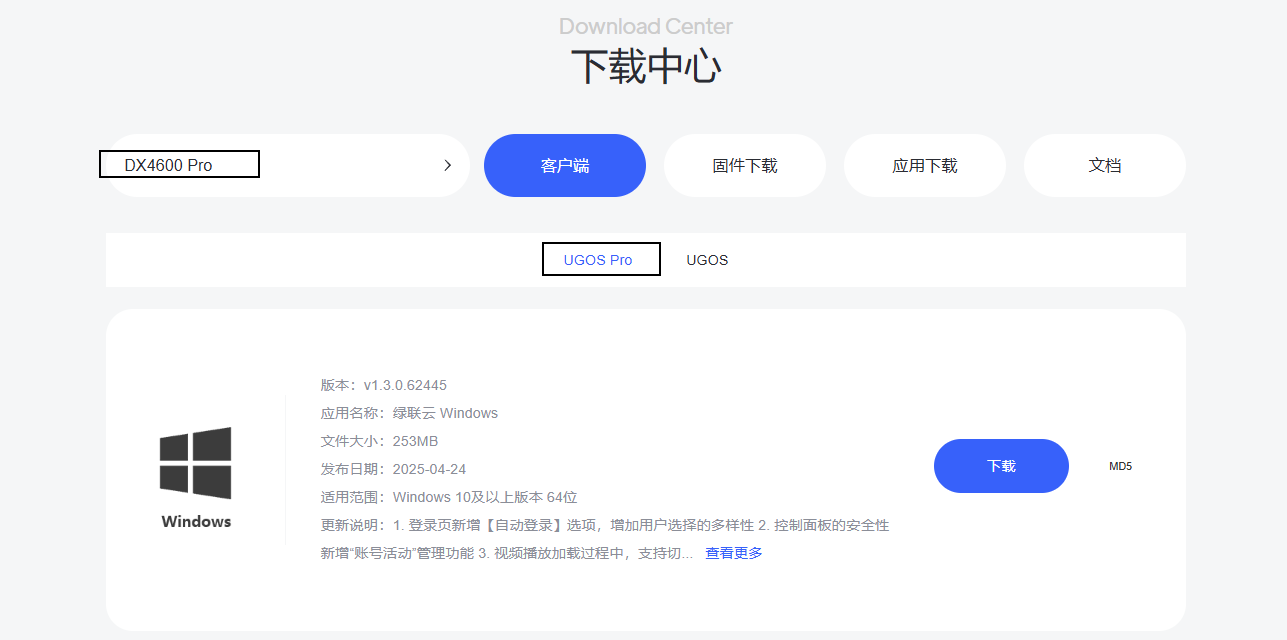 Download Center
下载中心
DX4600 Pro
客户端
固件下载
应用下载
文档
UGOS Pro
UGOS
版本：v1.3.0.62445
应用名称：绿联云 Windows
文件大小：253MB
发布日期：2025-04-24
适用范围：Windows 10及以上版本 64位
更新说明：1. 登录页新增【自动登录】选项，增加用户选择的多样性 2. 控制面板的安全性
新增“账号活动”管理功能 3. 视频播放加载过程中，支持切... 查看更多
Windows
下载
MD5